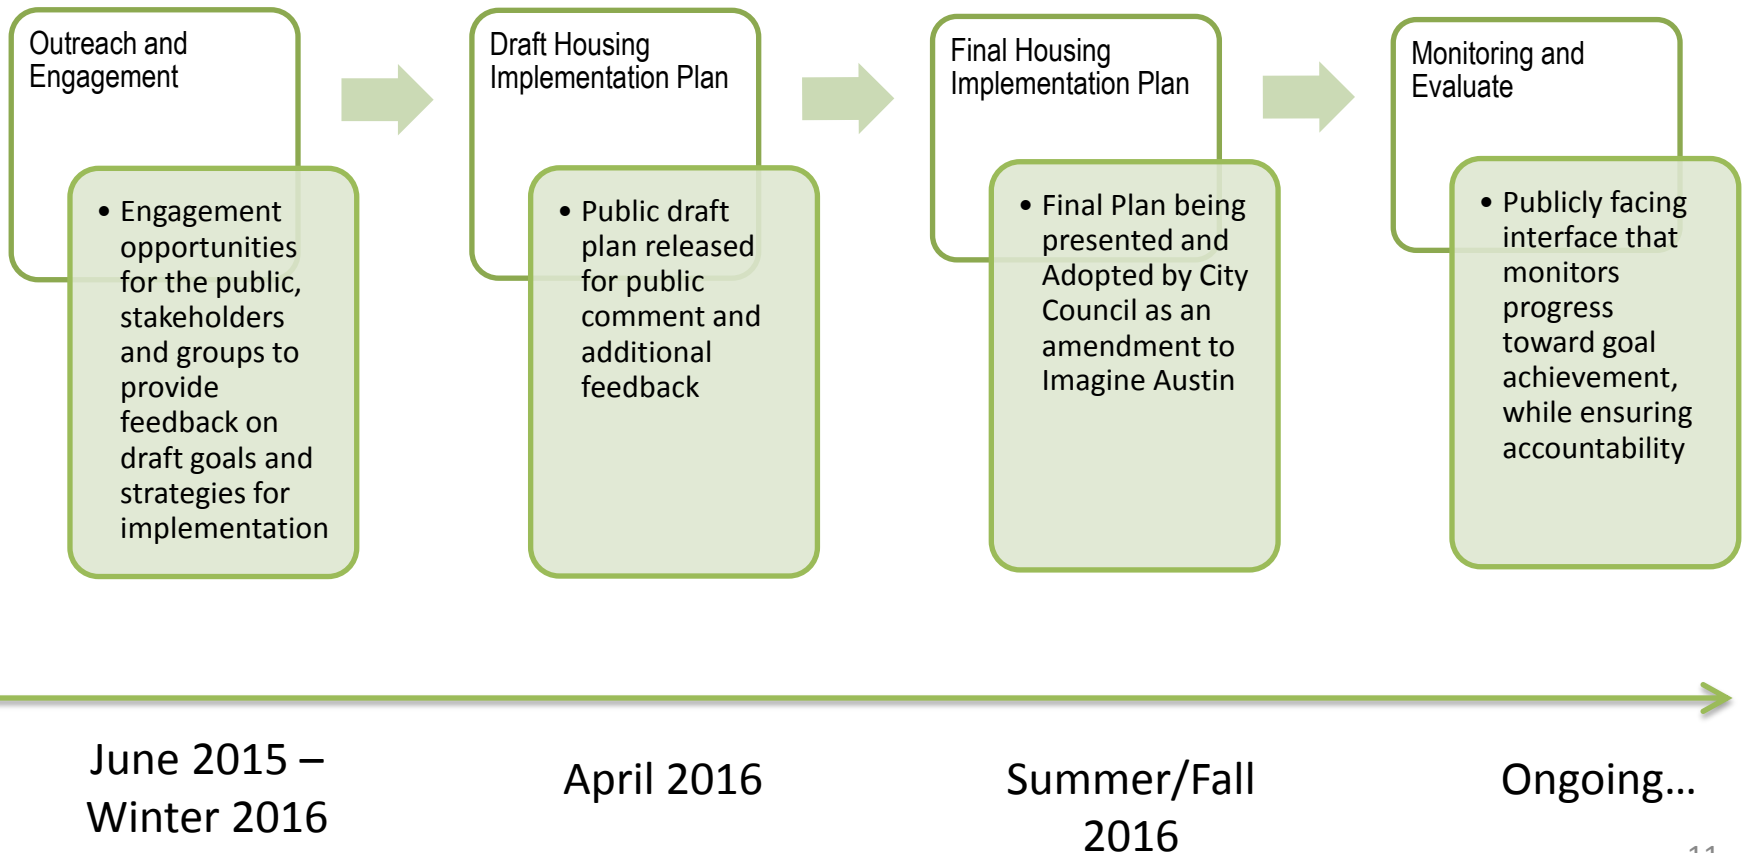 Outreach and
Engagement
• Engagement
opportunities
for the public,
stakeholders
and groups to
provide
feedback on
draft goals and
strategies for
implementation
Draft Housing
Implementation Plan
• Public draft
plan released
for public
comment and
additional
feedback
Final Housing
Implementation Plan
• Final Plan being
presented and
Adopted by City
Council as an
amendment to
Imagine Austin
Monitoring and
Evaluate
• Publicly facing
interface that
monitors
progress
toward goal
achievement,
while ensuring
accountability
June 2015 –
Winter 2016
April 2016
Summer/Fall
2016
Ongoing…
11